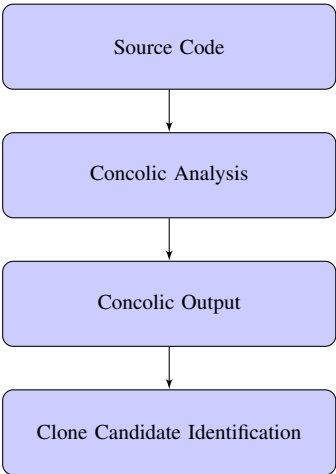 Source Code
Concolic Analysis
Concolic Output
Clone Candidate Identification